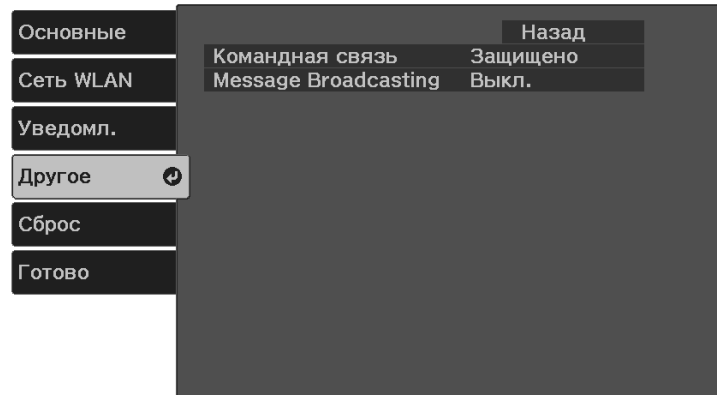 Основные
Сеть WLAN
Уведомл.
Другое
Сброс
Готово
Назад
Командная связь Защищено
Message Broadcasting Выкл.